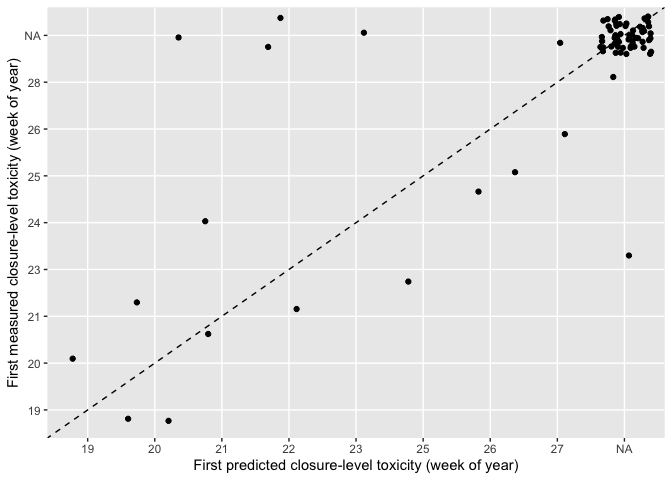 First measured closure-level toxicity (week of year)
NA
28
26
25
24
23
21
20
19
19 20 21 22 23 25 26 27 NA
First predicted closure-level toxicity (week of year)